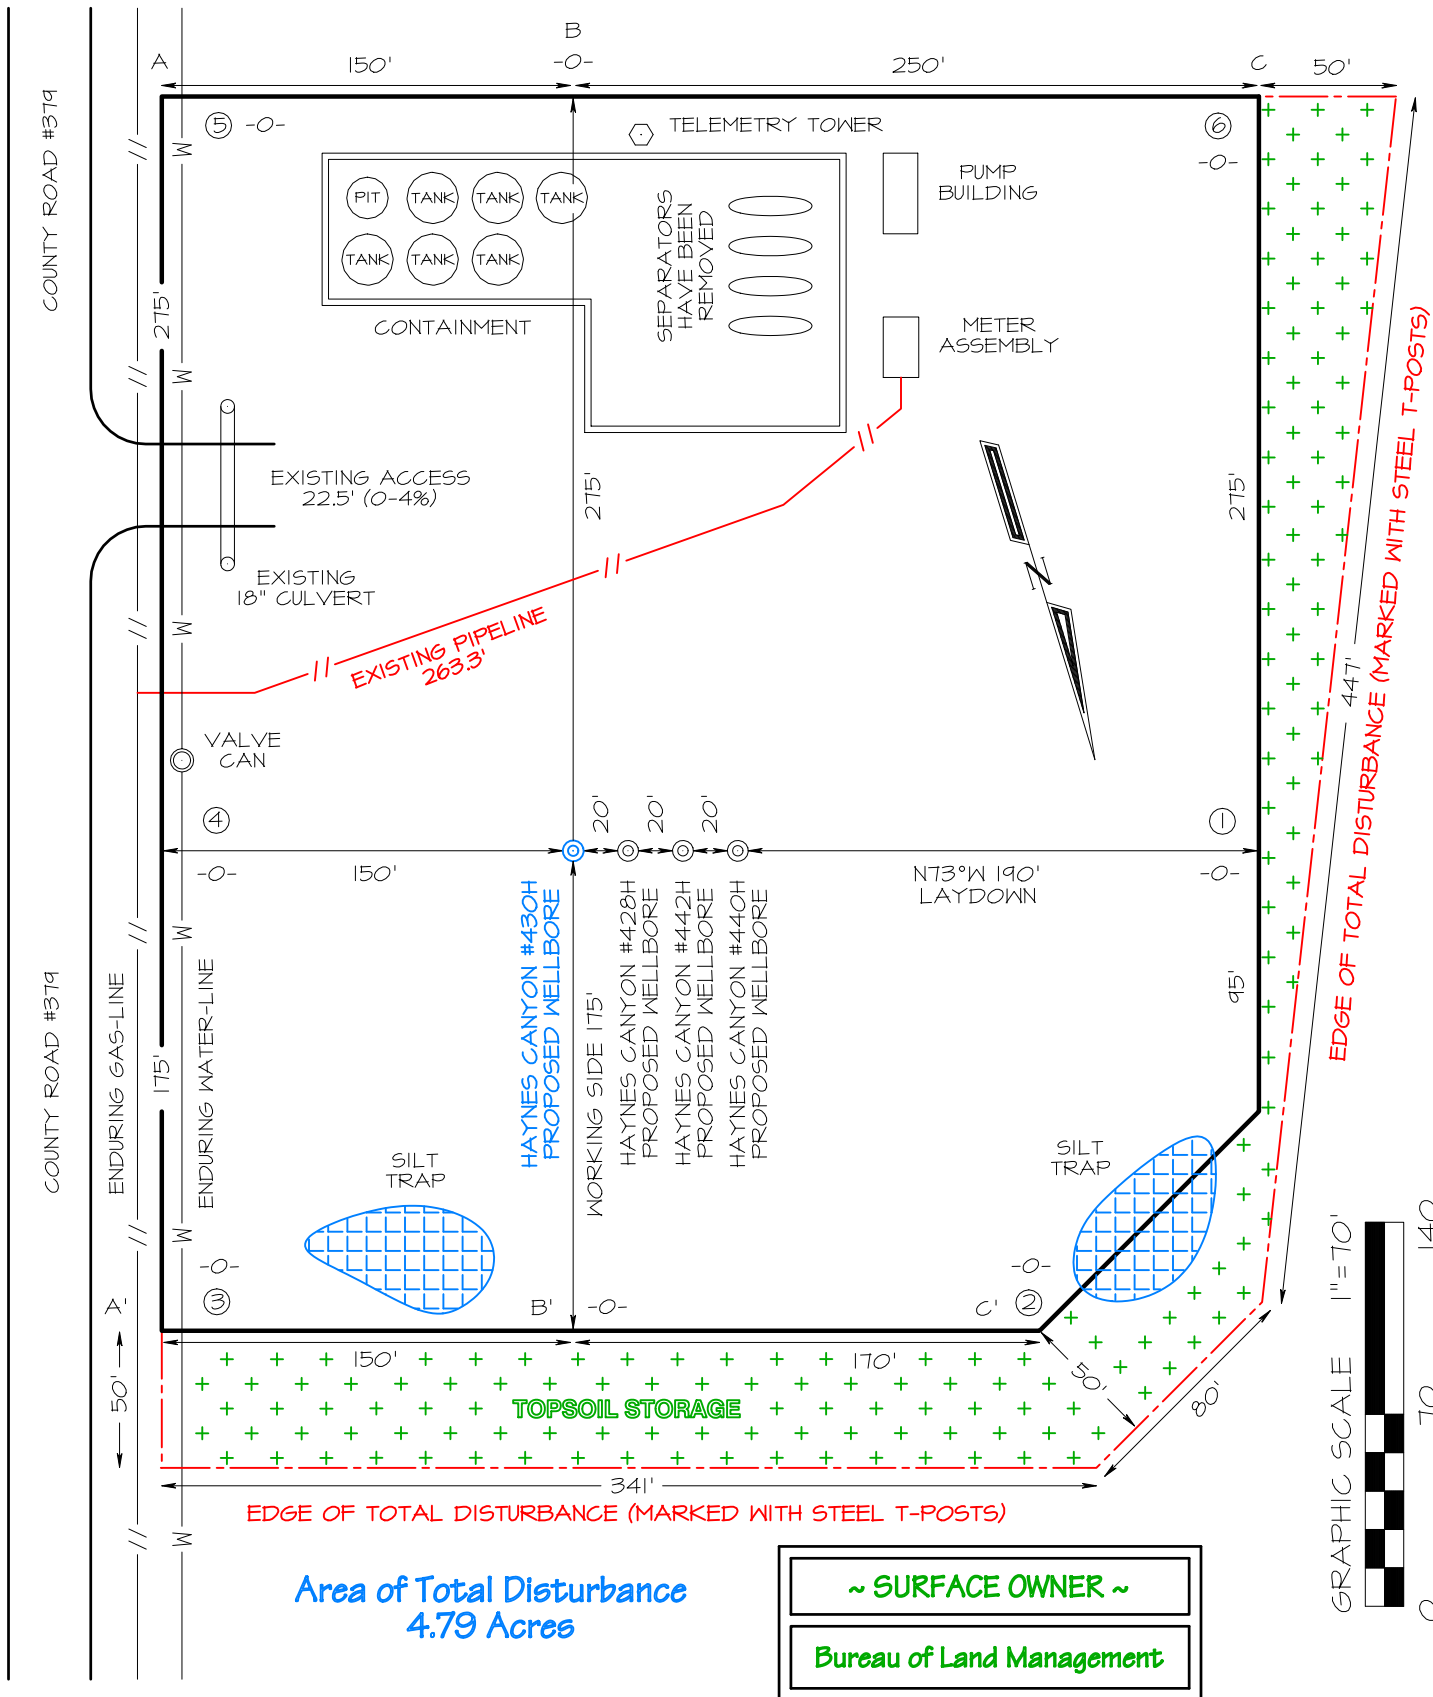 B
A
150'
-0-
250'
C
50'
COUNTY ROAD #379
//
M
5 -0-
TELEMETRY TOWER
6
-0-
PIT
TANK
TANK
TANK
TANK
TANK
TANK
SEPARATORS
HAVE BEEN
REMOVED
PUMP
BUILDING
275'
CONTAINMENT
METER
ASSEMBLY
//
M
//
EXISTING ACCESS
22.5' (0-4%)
275'
275'
EXISTING
18" CULVERT
//
N
//
M
//
EXISTING PIPELINE
263.3'
EDGE OF TOTAL DISTURBANCE (MARKED WITH STEEL T-POSTS)
447'
VALVE
CAN
4
20'
20'
20'
1
-0-
150'
N73°W 190'
LAYDOWN
-0-
//
M
HAYNES CANYON #430H
PROPOSED WELLBORE
WORKING SIDE 175'
HAYNES CANYON #428H
PROPOSED WELLBORE
HAYNES CANYON #442H
PROPOSED WELLBORE
HAYNES CANYON #440H
PROPOSED WELLBORE
95'
COUNTY ROAD #379
ENDURING GAS-LINE
175'
ENDURING WATER-LINE
SILT
TRAP
SILT
TRAP
//
M
-0-
3
A'
B'
-0-
C'
-0-
2
50'
150'
170'
50'
80'
TOPSOIL STORAGE
341'
EDGE OF TOTAL DISTURBANCE (MARKED WITH STEEL T-POSTS)
//
M
GRAPHIC SCALE 1"=70'
0
70
140
Area of Total Disturbance
4.79 Acres
~ SURFACE OWNER ~
Bureau of Land Management